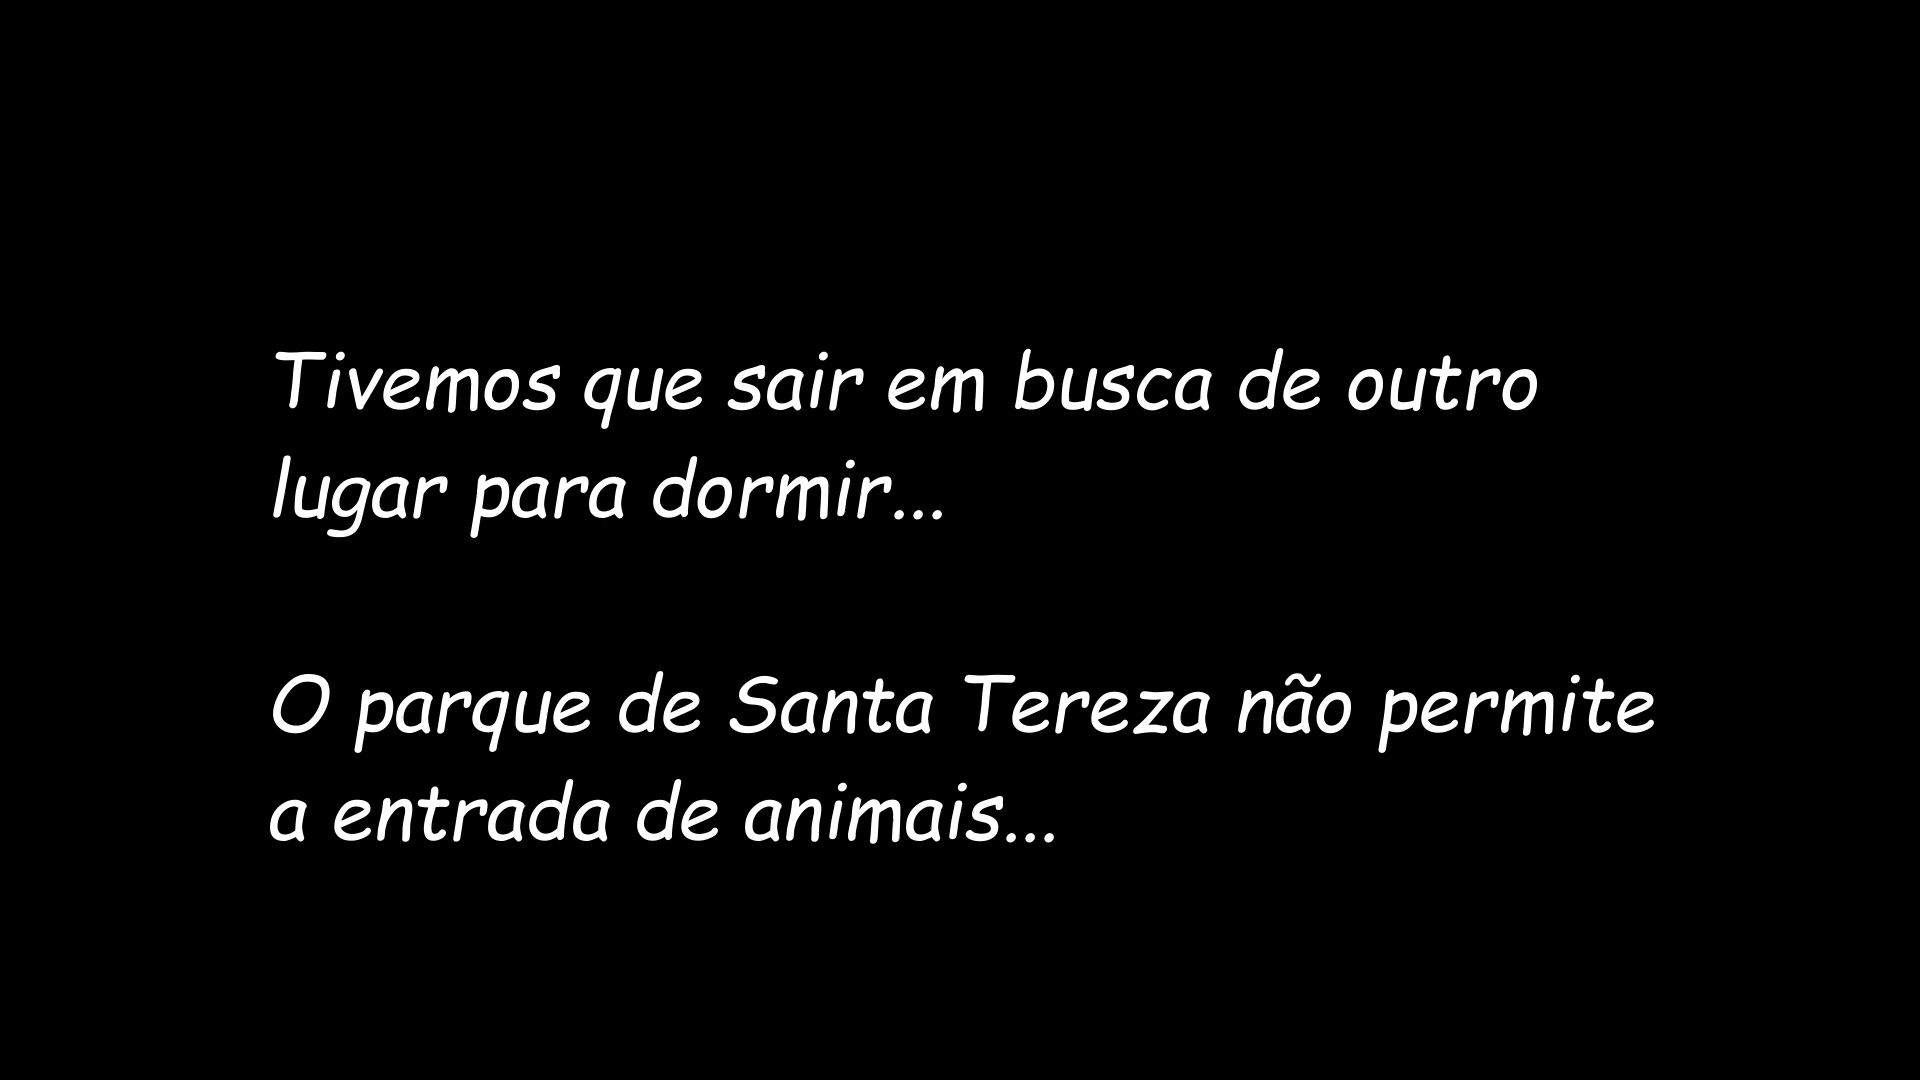 Tivemos que sair em busca de outro
lugar para dormir...
O parque de Santa Tereza não permite
a entrada de animais...